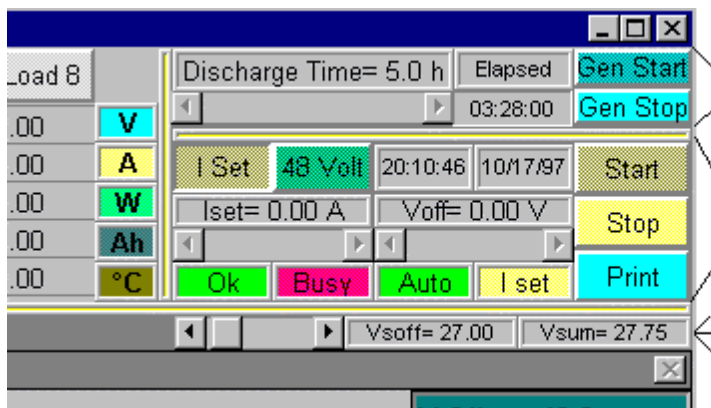 Load 8
Discharge Time= 5.0 h
Elapsed
Gen Start
03:28:00
Gen Stop
.00
V
.00
A
I Set
48 Volt
20:10:46
10/17/97
Start
.00
W
Iset= 0.00 A
Voff= 0.00 V
Stop
.00
Ah
.00
°C
Ok
Busy
Auto
I set
Print
Vsoff= 27.00
Vsum= 27.75